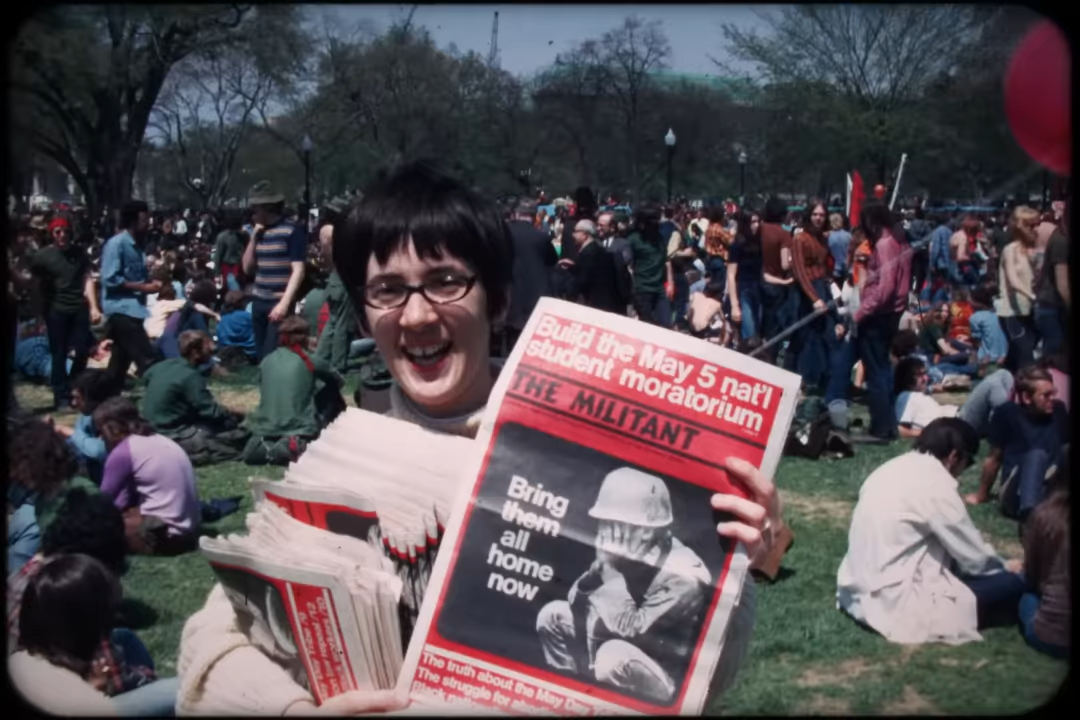 Build the May 5 nat'l
student moratorium
THE MILITANT
Bring
them
all
home
now
The truth about the May Day
The struggle for
Black